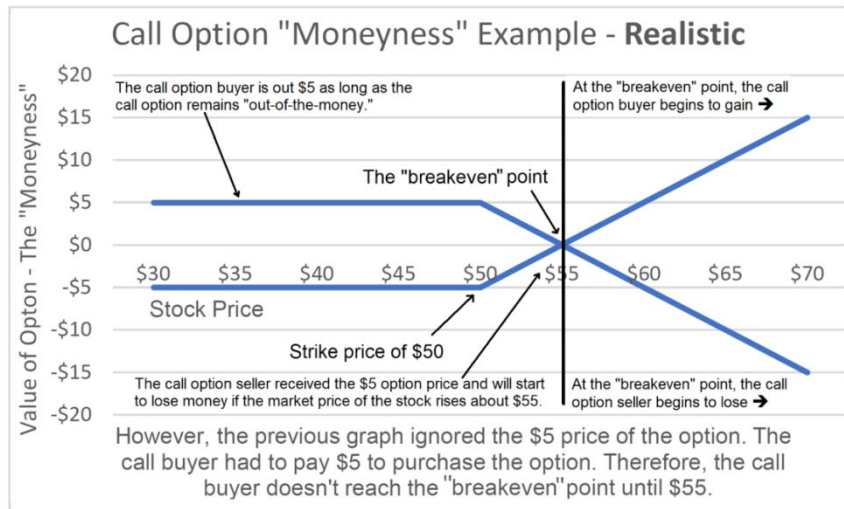 Call Option "Moneyness" Example - Realistic
Value of Opton - The "Moneyness"
$20
$15
$10
$5
$0
-$5
-$10
-$15
-$20
The call option buyer is out $5 as long as the
call option remains "out-of-the-money."
At the "breakeven" point, the call
option buyer begins to gain ➔
The "breakeven" point
$30 $35 $40 $45 $50 $55 $60 $65 $70
Stock Price
Strike price of $50
The call option seller received the $5 option price and will start
to lose money if the market price of the stock rises about $55.
At the "breakeven" point, the call
option seller begins to lose ➔
However, the previous graph ignored the $5 price of the option. The
call buyer had to pay $5 to purchase the option. Therefore, the call
buyer doesn't reach the "breakeven" point until $55.